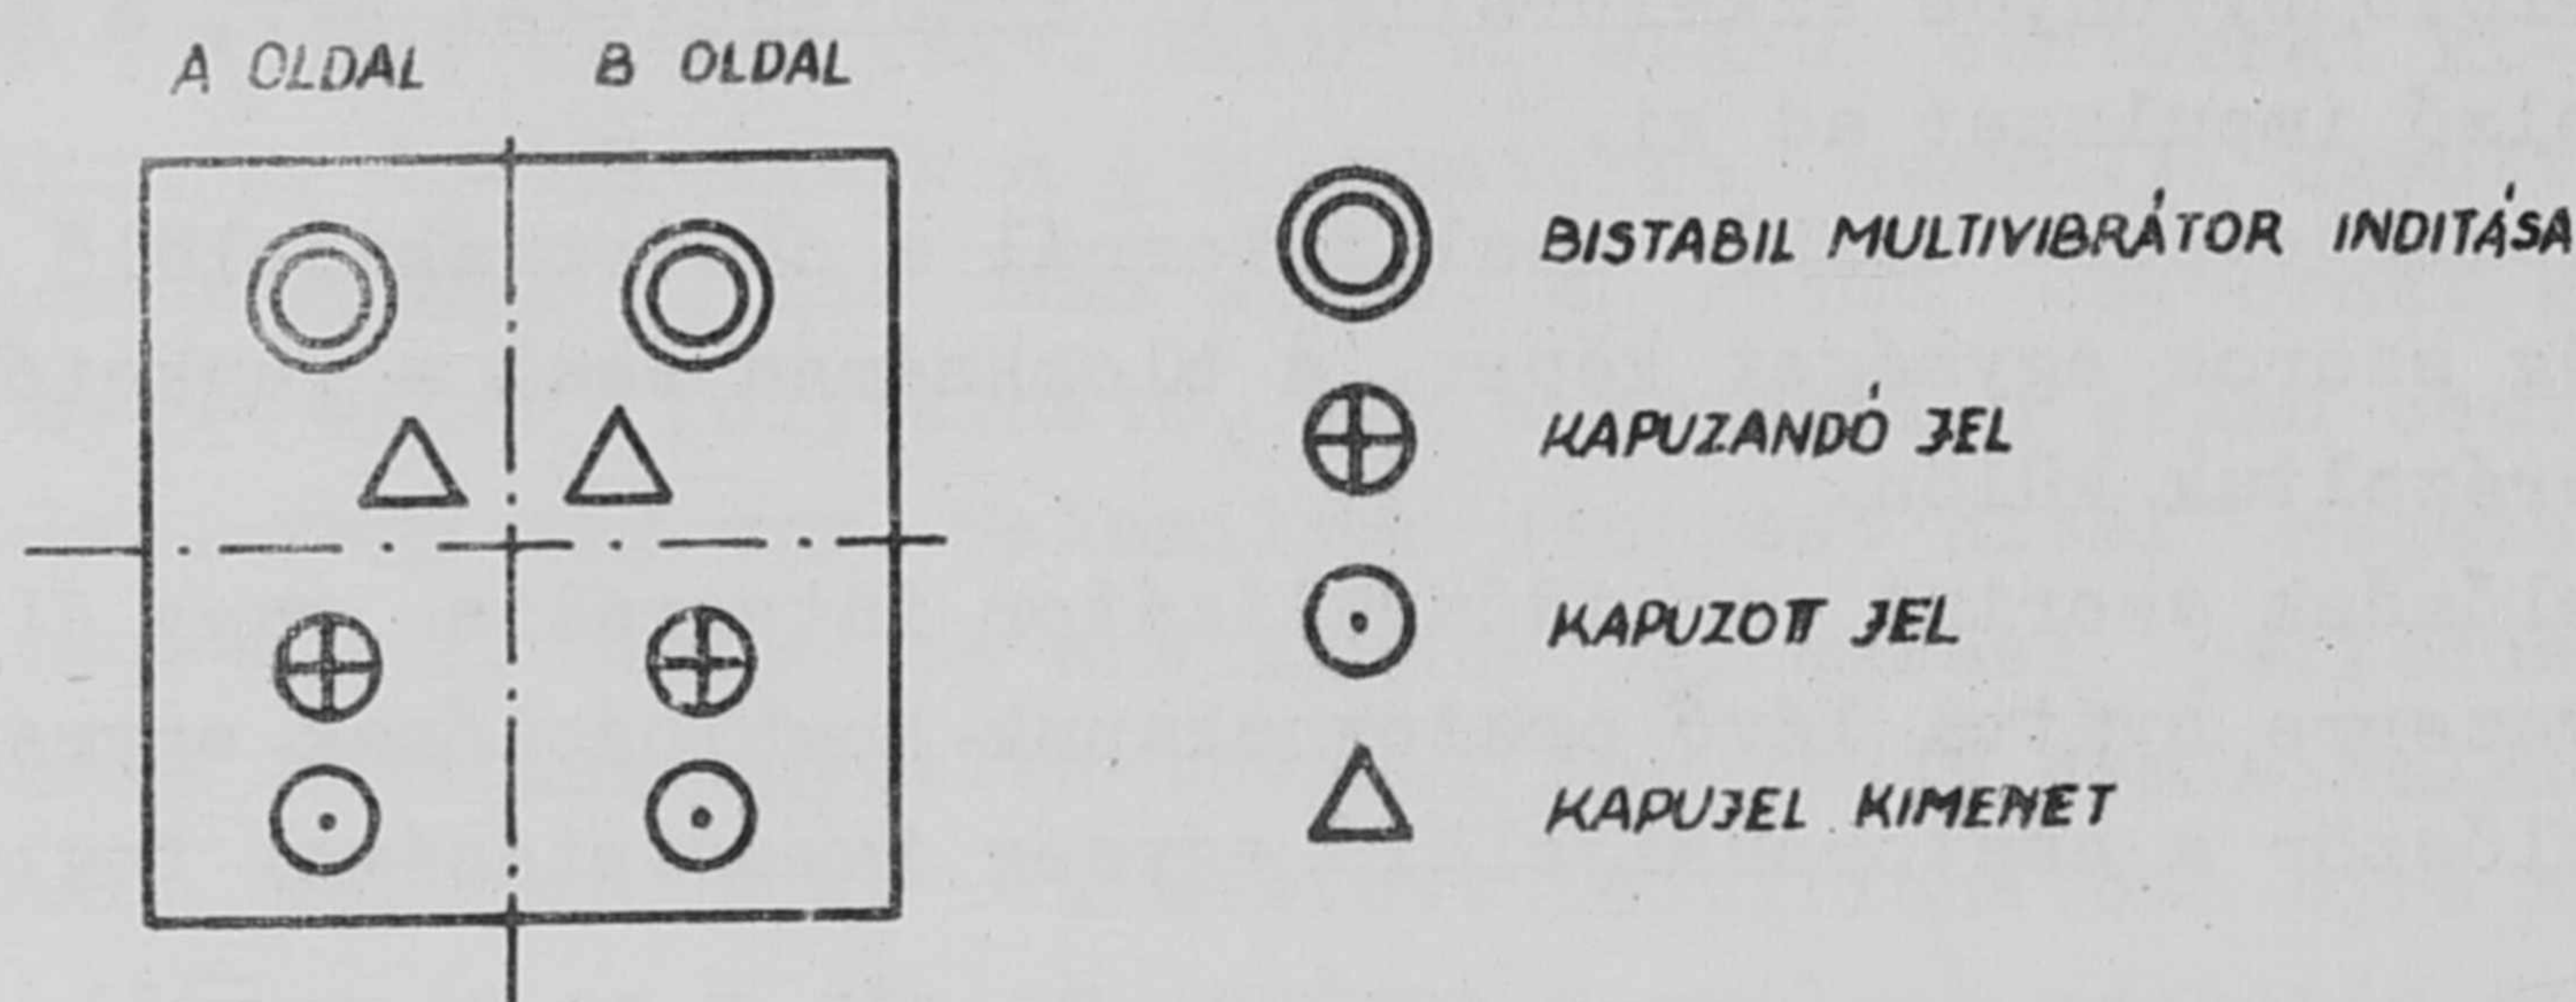 A OLDAL B OLDAL
BISTABIL MULTIVIBRÁTOR INDITÁSA
KAPUZANDÓ JEL
KAPUZOTT JEL
KAPUJEL KIMENET